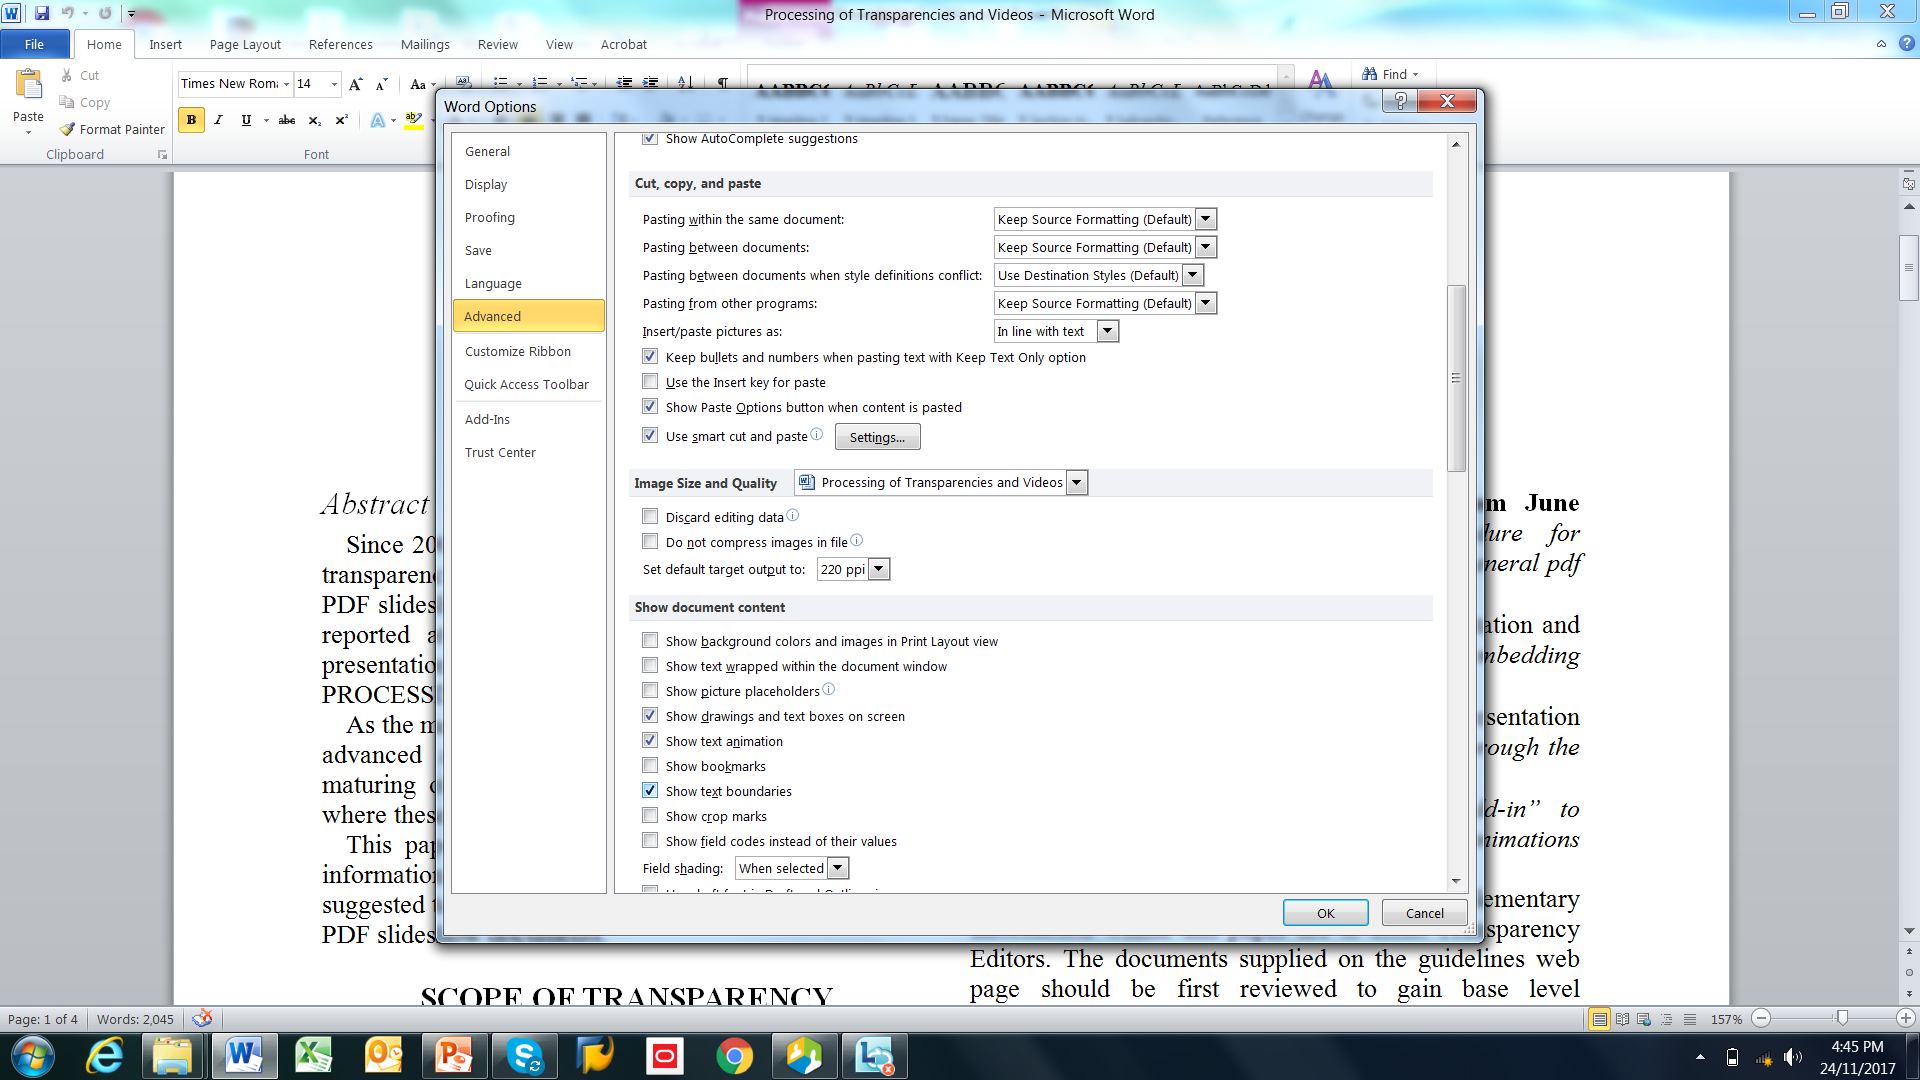 Processing of Transparencies and Videos - Microsoft Word
File Home Insert Page Layout References Mailings Review View Acrobat
Cut
Copy
Format Painter
Paste
Clipboard
Times New Roma 14
Font
Find
Word Options
General
Display
Proofing
Save
Language
Advanced
Customize Ribbon
Quick Access Toolbar
Add-Ins
Trust Center
Show AutoComplete suggestions
Cut, copy, and paste
Pasting within the same document: Keep Source Formatting (Default)
Pasting between documents: Keep Source Formatting (Default)
Pasting between documents when style definitions conflict: Use Destination Styles (Default)
Pasting from other programs: Keep Source Formatting (Default)
Insert/paste pictures as: In line with text
Keep bullets and numbers when pasting text with Keep Text Only option
Use the Insert key for paste
Show Paste Options button when content is pasted
Use smart cut and paste Settings...
Image Size and Quality Processing of Transparencies and Videos
Discard editing data
Do not compress images in file
Set default target output to: 220 ppi
Show document content
Show background colors and images in Print Layout view
Show text wrapped within the document window
Show picture placeholders
Show drawings and text boxes on screen
Show text animation
Show bookmarks
Show text boundaries
Show crop marks
Show field codes instead of their values
Field shading: When selected
OK Cancel
Abstract
Since 20
transparenc
PDF slides
reported a
presentatio
PROCESS
As the m
advanced
maturing c
where thes
This pap
information
suggested t
PDF slides
SCOPE OF TRANSPARENCY
m June
lure for
neral pdf
ation and
mbedding
sentation
rough the
d-in” to
nimations
ementary
sparency
Editors. The documents supplied on the guidelines web
page should be first reviewed to gain base level
Page: 1 of 4 Words: 2,045 157%
4:45 PM
24/11/2017